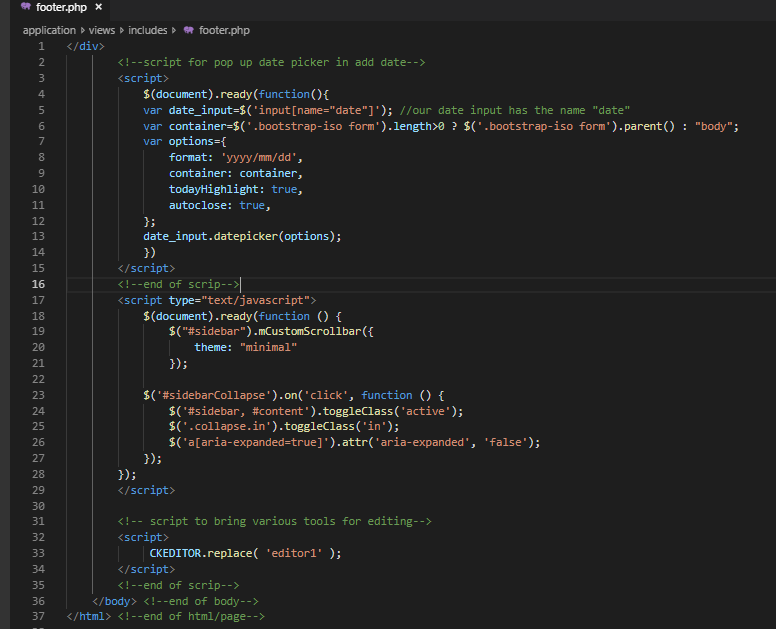 footer.php ×
application › views › includes › footer.php
1 </div>
2 <!--script for pop up date picker in add date-->
3 <script>
4 $(document).ready(function(){
5 var date_input=$('input[name="date"]'); //our date input has the name "date"
6 var container=$('.bootstrap-iso form').length>0 ? $('.bootstrap-iso form').parent() : "body";
7 var options={
8 format: 'yyyy/mm/dd',
9 container: container,
10 todayHighlight: true,
11 autoclose: true,
12 };
13 date_input.datepicker(options);
14 })
15 </script>
16 <!--end of scrip-->
17 <script type="text/javascript">
18 $(document).ready(function () {
19 $("#sidebar").mCustomScrollbar({
20 theme: "minimal"
21 });
22
23 $('#sidebarCollapse').on('click', function () {
24 $('#sidebar, #content').toggleClass('active');
25 $('.collapse.in').toggleClass('in');
26 $('a[aria-expanded=true]').attr('aria-expanded', 'false');
27 });
28 });
29 </script>
30
31 <!-- script to bring various tools for editing-->
32 <script>
33 CKEDITOR.replace( 'editor1' );
34 </script>
35 <!--end of scrip-->
36 </body> <!--end of body-->
37 </html> <!--end of html/page-->